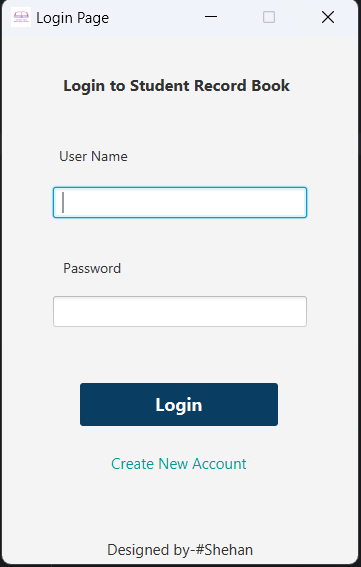 Login Page
Login to Student Record Book
User Name
Password
Login
Create New Account
Designed by-#Shehan